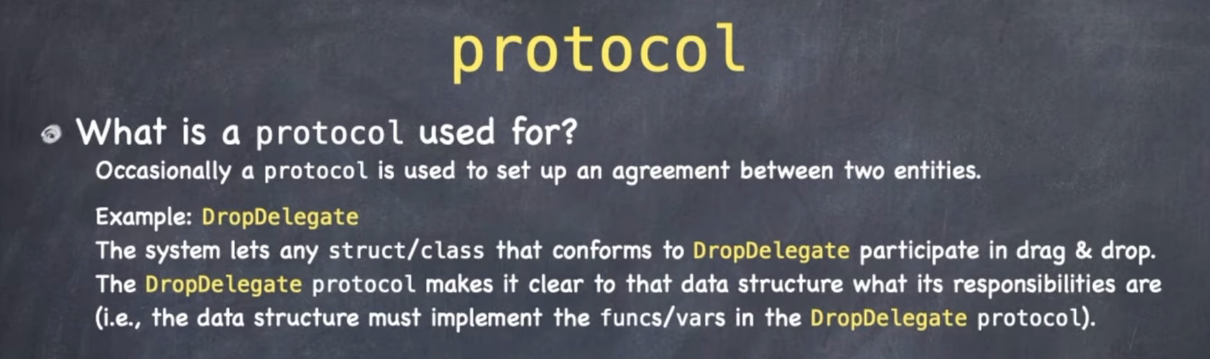 protocol
What is a protocol used for?
Occasionally a protocol is used to set up an agreement between two entities.
Example: DropDelegate
The system lets any struct/class that conforms to DropDelegate participate in drag & drop.
The DropDelegate protocol makes it clear to that data structure what its responsibilities are
(i.e., the data structure must implement the funcs/vars in the DropDelegate protocol).